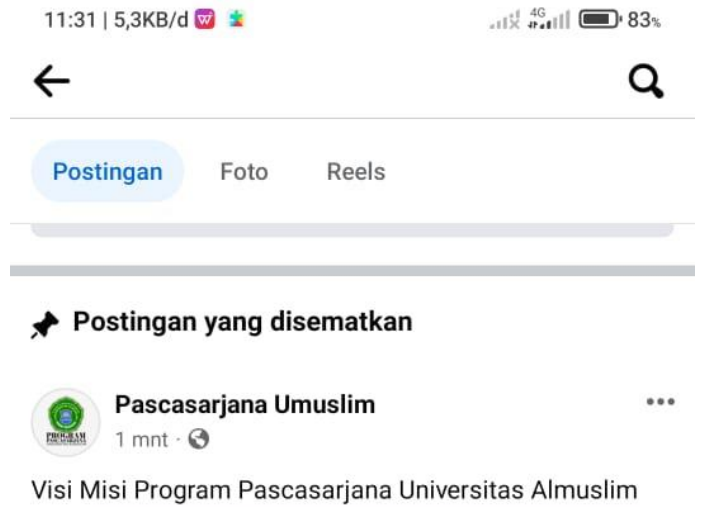 11:31 | 5,3KB/d
4G
83%
Postingan Foto Reels
Postingan yang disematkan
Pascasarjana Umuslim
PROGRAM
1 mnt ·
Visi Misi Program Pascasarjana Universitas Almuslim